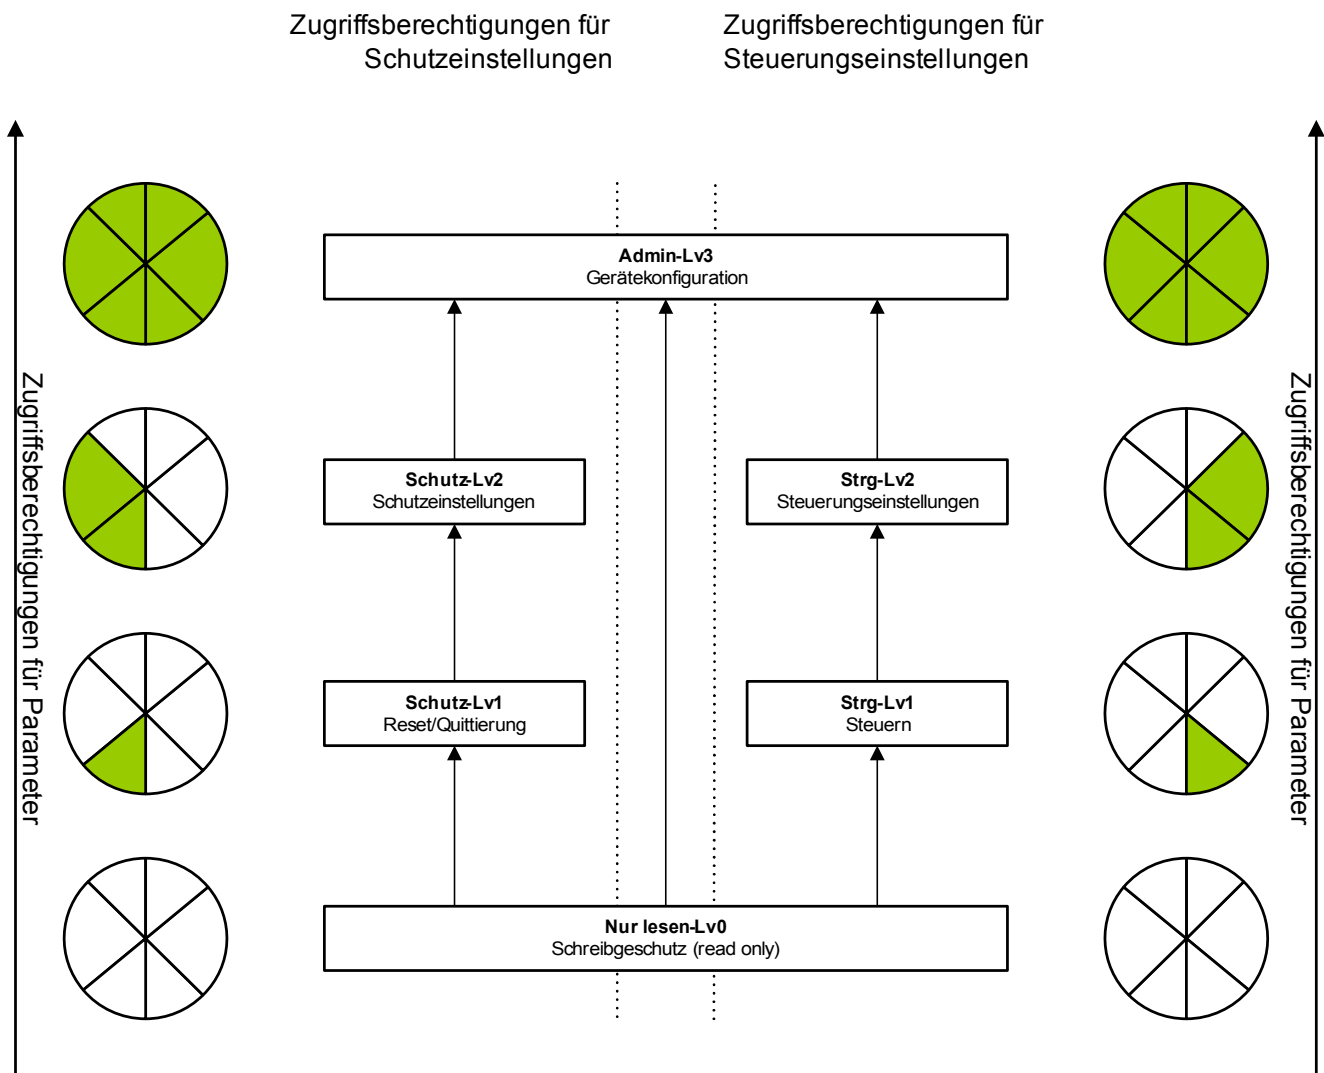 Zugriffsberechtigungen für
Schutzeinstellungen
Zugriffsberechtigungen für
Steuerungseinstellungen
Zugriffsberechtigungen für Parameter
Admin-Lv3
Gerätekonfiguration
Schutz-Lv2
Schutzeinstellungen
Strg-Lv2
Steuerungseinstellungen
Schutz-Lv1
Reset/Quittierung
Strg-Lv1
Steuern
Nur lesen-Lv0
Schreibgeschutz (read only)
Zugriffsberechtigungen für Parameter